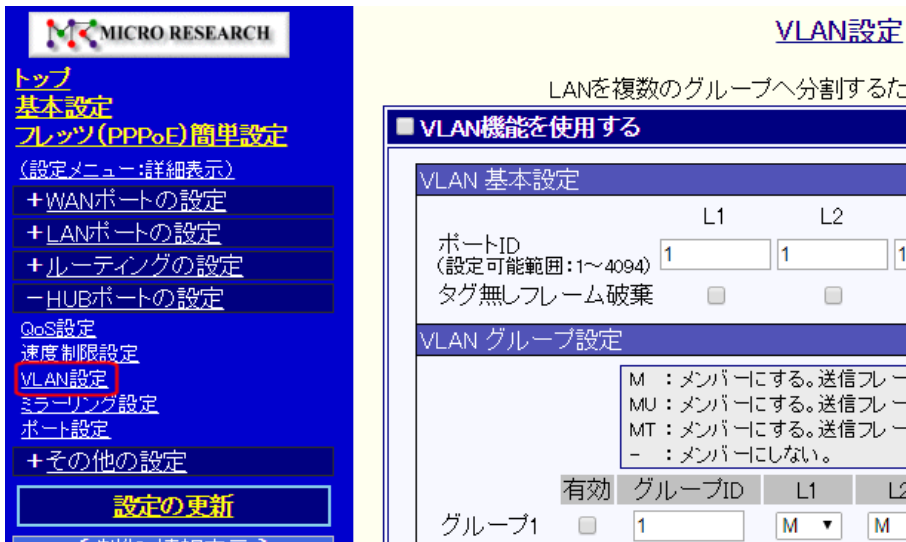 MICRO RESEARCH
トップ
基本設定
フレッツ(PPPoE)簡単設定
(設定メニュー:詳細表示)
+WANポートの設定
+LANポートの設定
+ルーティングの設定
−HUBポートの設定
QoS設定
速度制限設定
VLAN設定
ミラーリング設定
ポート設定
+その他の設定
設定の更新
VLAN設定
LANを複数のグループへ分割するた
VLAN機能を使用する
VLAN 基本設定
L1 L2
ポートID
(設定可能範囲:1〜4094) 1 1 1
タグ無しフレーム破棄
VLAN グループ設定
M :メンバーにする。送信フレー
MU:メンバーにする。送信フレー
MT:メンバーにする。送信フレー
- :メンバーにしない。
有効 グループID L1 L2
グループ1 1 M ▼ M